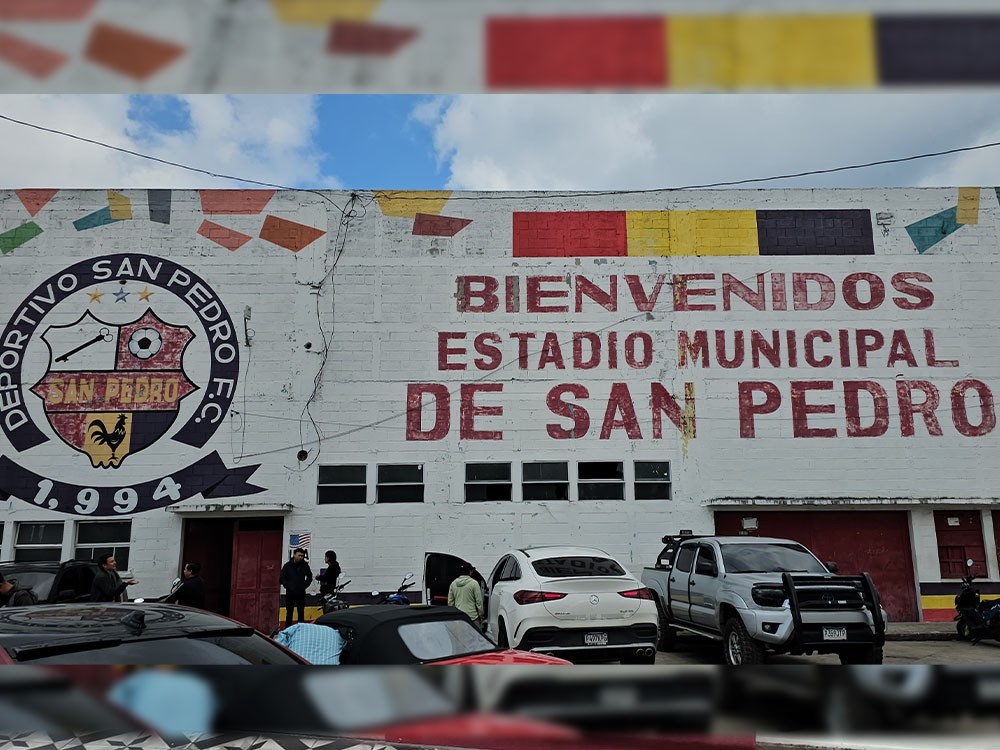 DEPORTIVO SAN PEDRO F.C.
SAN PEDRO
1,994
BIENVENIDOS
ESTADIO MUNICIPAL
DE SAN PEDRO